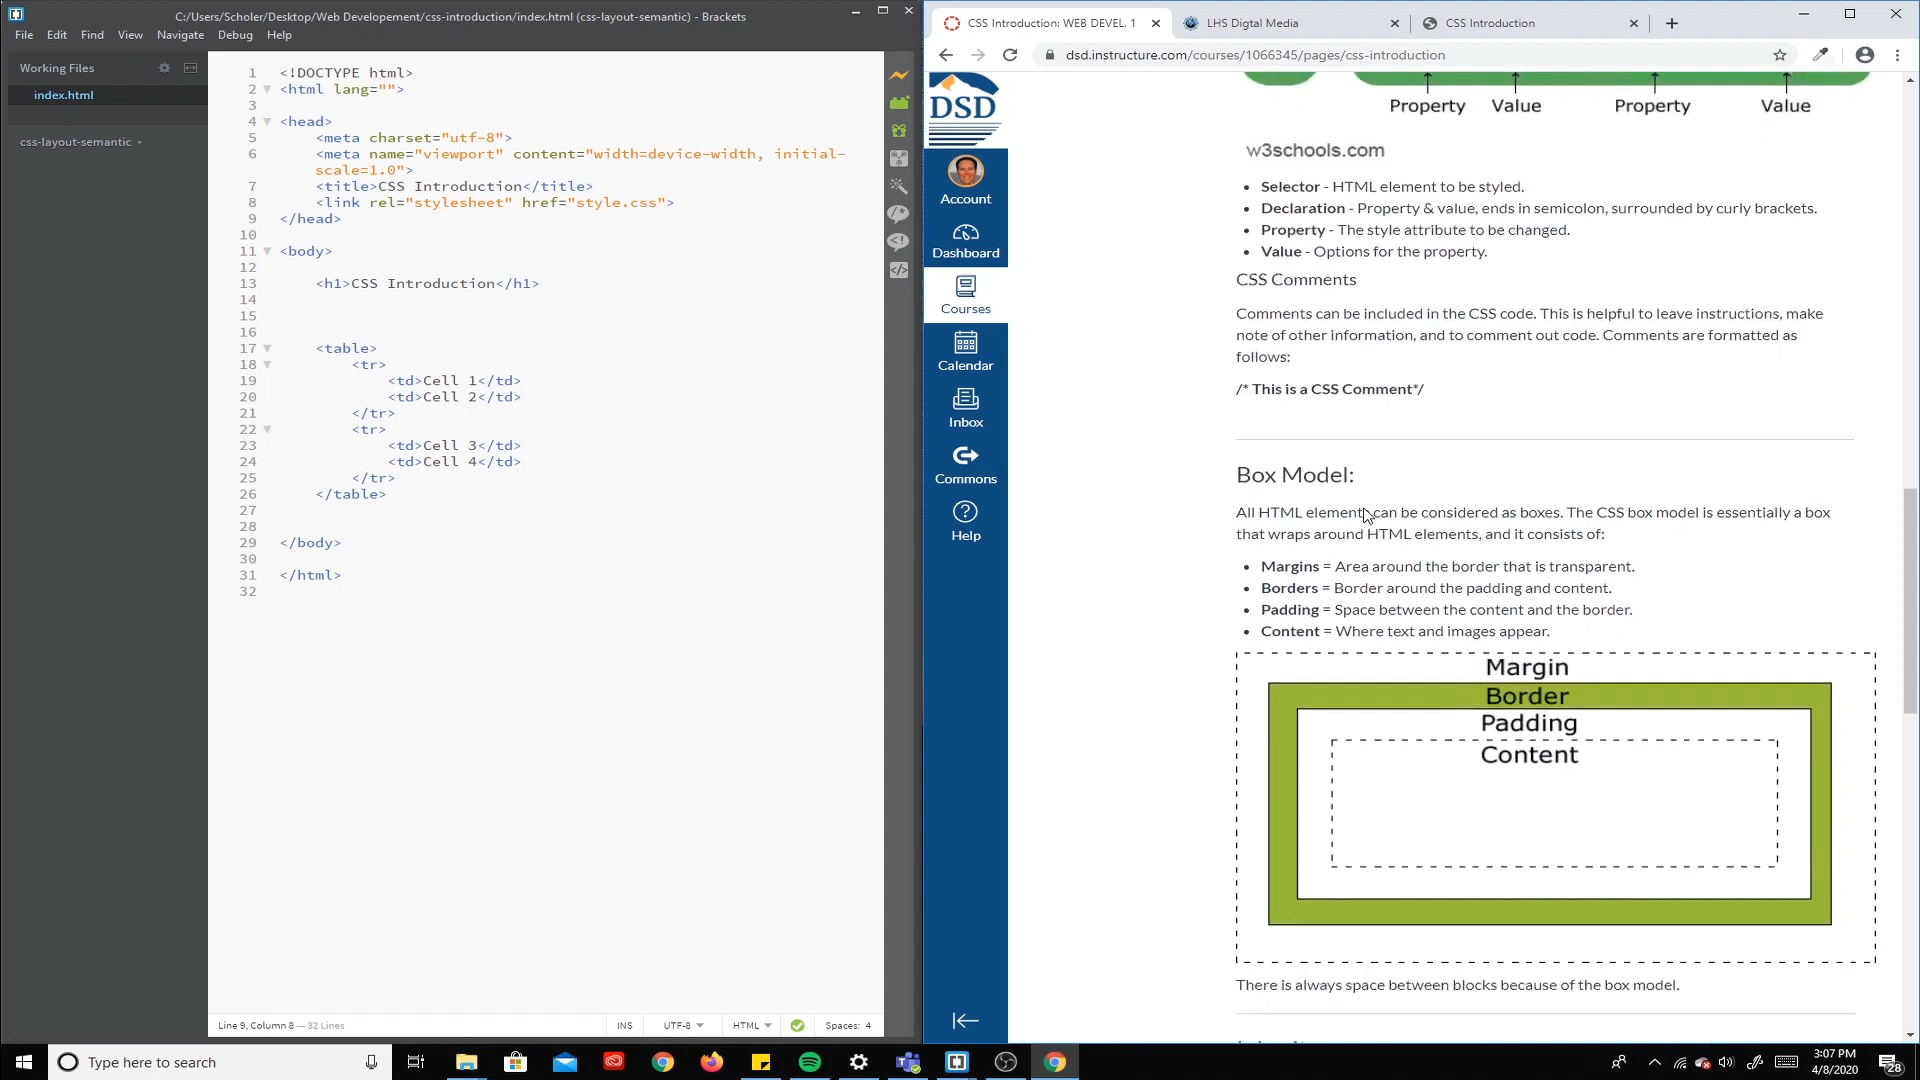 C:/Users/Scholer/Desktop/Web Developement/css-introduction/index.html (css-layout-semantic) - Brackets
File Edit Find View Navigate Debug Help
Working Files
index.html
css-layout-semantic
1 <!DOCTYPE html>
2 <html lang="">
3
4 <head>
5 <meta charset="utf-8">
6 <meta name="viewport" content="width=device-width, initial-
scale=1.0">
7 <title>CSS Introduction</title>
8 <link rel="stylesheet" href="style.css">
9 </head>
10
11 <body>
12
13 <h1>CSS Introduction</h1>
14
15
16
17 <table>
18 <tr>
19 <td>Cell 1</td>
20 <td>Cell 2</td>
21 </tr>
22 <tr>
23 <td>Cell 3</td>
24 <td>Cell 4</td>
25 </tr>
26 </table>
27
28
29 </body>
30
31 </html>
32
Line 9, Column 8 — 32 Lines
INS UTF-8 HTML Spaces: 4
CSS Introduction: WEB DEVEL. 1
LHS Digtal Media
CSS Introduction
dsd.instructure.com/courses/1066345/pages/css-introduction
DSD
Account
Dashboard
Courses
Calendar
Inbox
Commons
Help
Property Value Property Value
w3schools.com
Selector - HTML element to be styled.
Declaration - Property & value, ends in semicolon, surrounded by curly brackets.
Property - The style attribute to be changed.
Value - Options for the property.
CSS Comments
Comments can be included in the CSS code. This is helpful to leave instructions, make
note of other information, and to comment out code. Comments are formatted as
follows:
/* This is a CSS Comment*/
Box Model:
All HTML elements can be considered as boxes. The CSS box model is essentially a box
that wraps around HTML elements, and it consists of:
Margins = Area around the border that is transparent.
Borders = Border around the padding and content.
Padding = Space between the content and the border.
Content = Where text and images appear.
Margin
Border
Padding
Content
There is always space between blocks because of the box model.
Type here to search
3:07 PM
4/8/2020
28